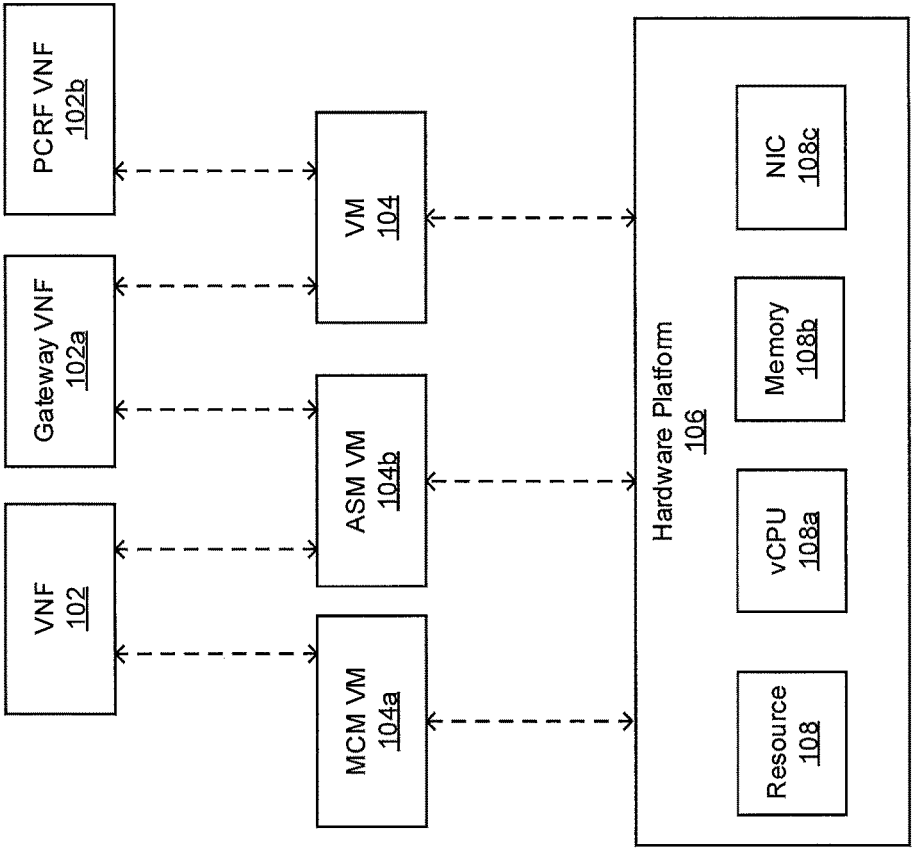 VNF
102
Gateway VNF
102a
PCRF VNF
102b
MCM VM
104a
ASM VM
104b
VM
104
Hardware Platform
106
Resource
108
vCPU
108a
Memory
108b
NIC
108c